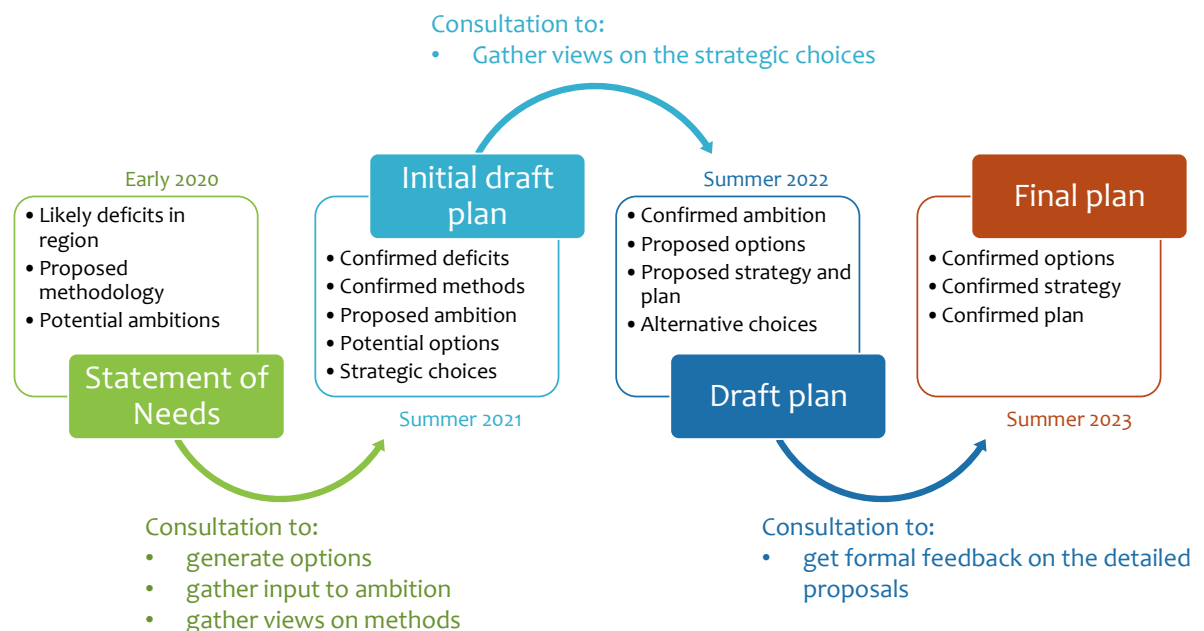 Consultation to:
• Gather views on the strategic choices
Early 2020
• Likely deficits in
region
• Proposed
methodology
• Potential ambitions
Statement of
Needs
Initial draft
plan
• Confirmed deficits
• Confirmed methods
• Proposed ambition
• Potential options
• Strategic choices
Summer 2021
Summer 2022
• Confirmed ambition
• Proposed options
• Proposed strategy and
plan
• Alternative choices
Draft plan
Final plan
• Confirmed options
• Confirmed strategy
• Confirmed plan
Summer 2023
Consultation to:
• generate options
• gather input to ambition
• gather views on methods
Consultation to:
• get formal feedback on the detailed
proposals